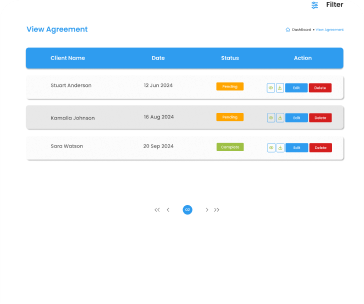 Filter
View Agreement
Dashboard • View Agreement
Client Name Date Status Action
Stuart Anderson 12 Jun 2024 Pending Edit Delete
Kamalia Johnson 16 Aug 2024 Pending Edit Delete
Sara Watson 20 Sep 2024 Complete Edit Delete
<< < > >>